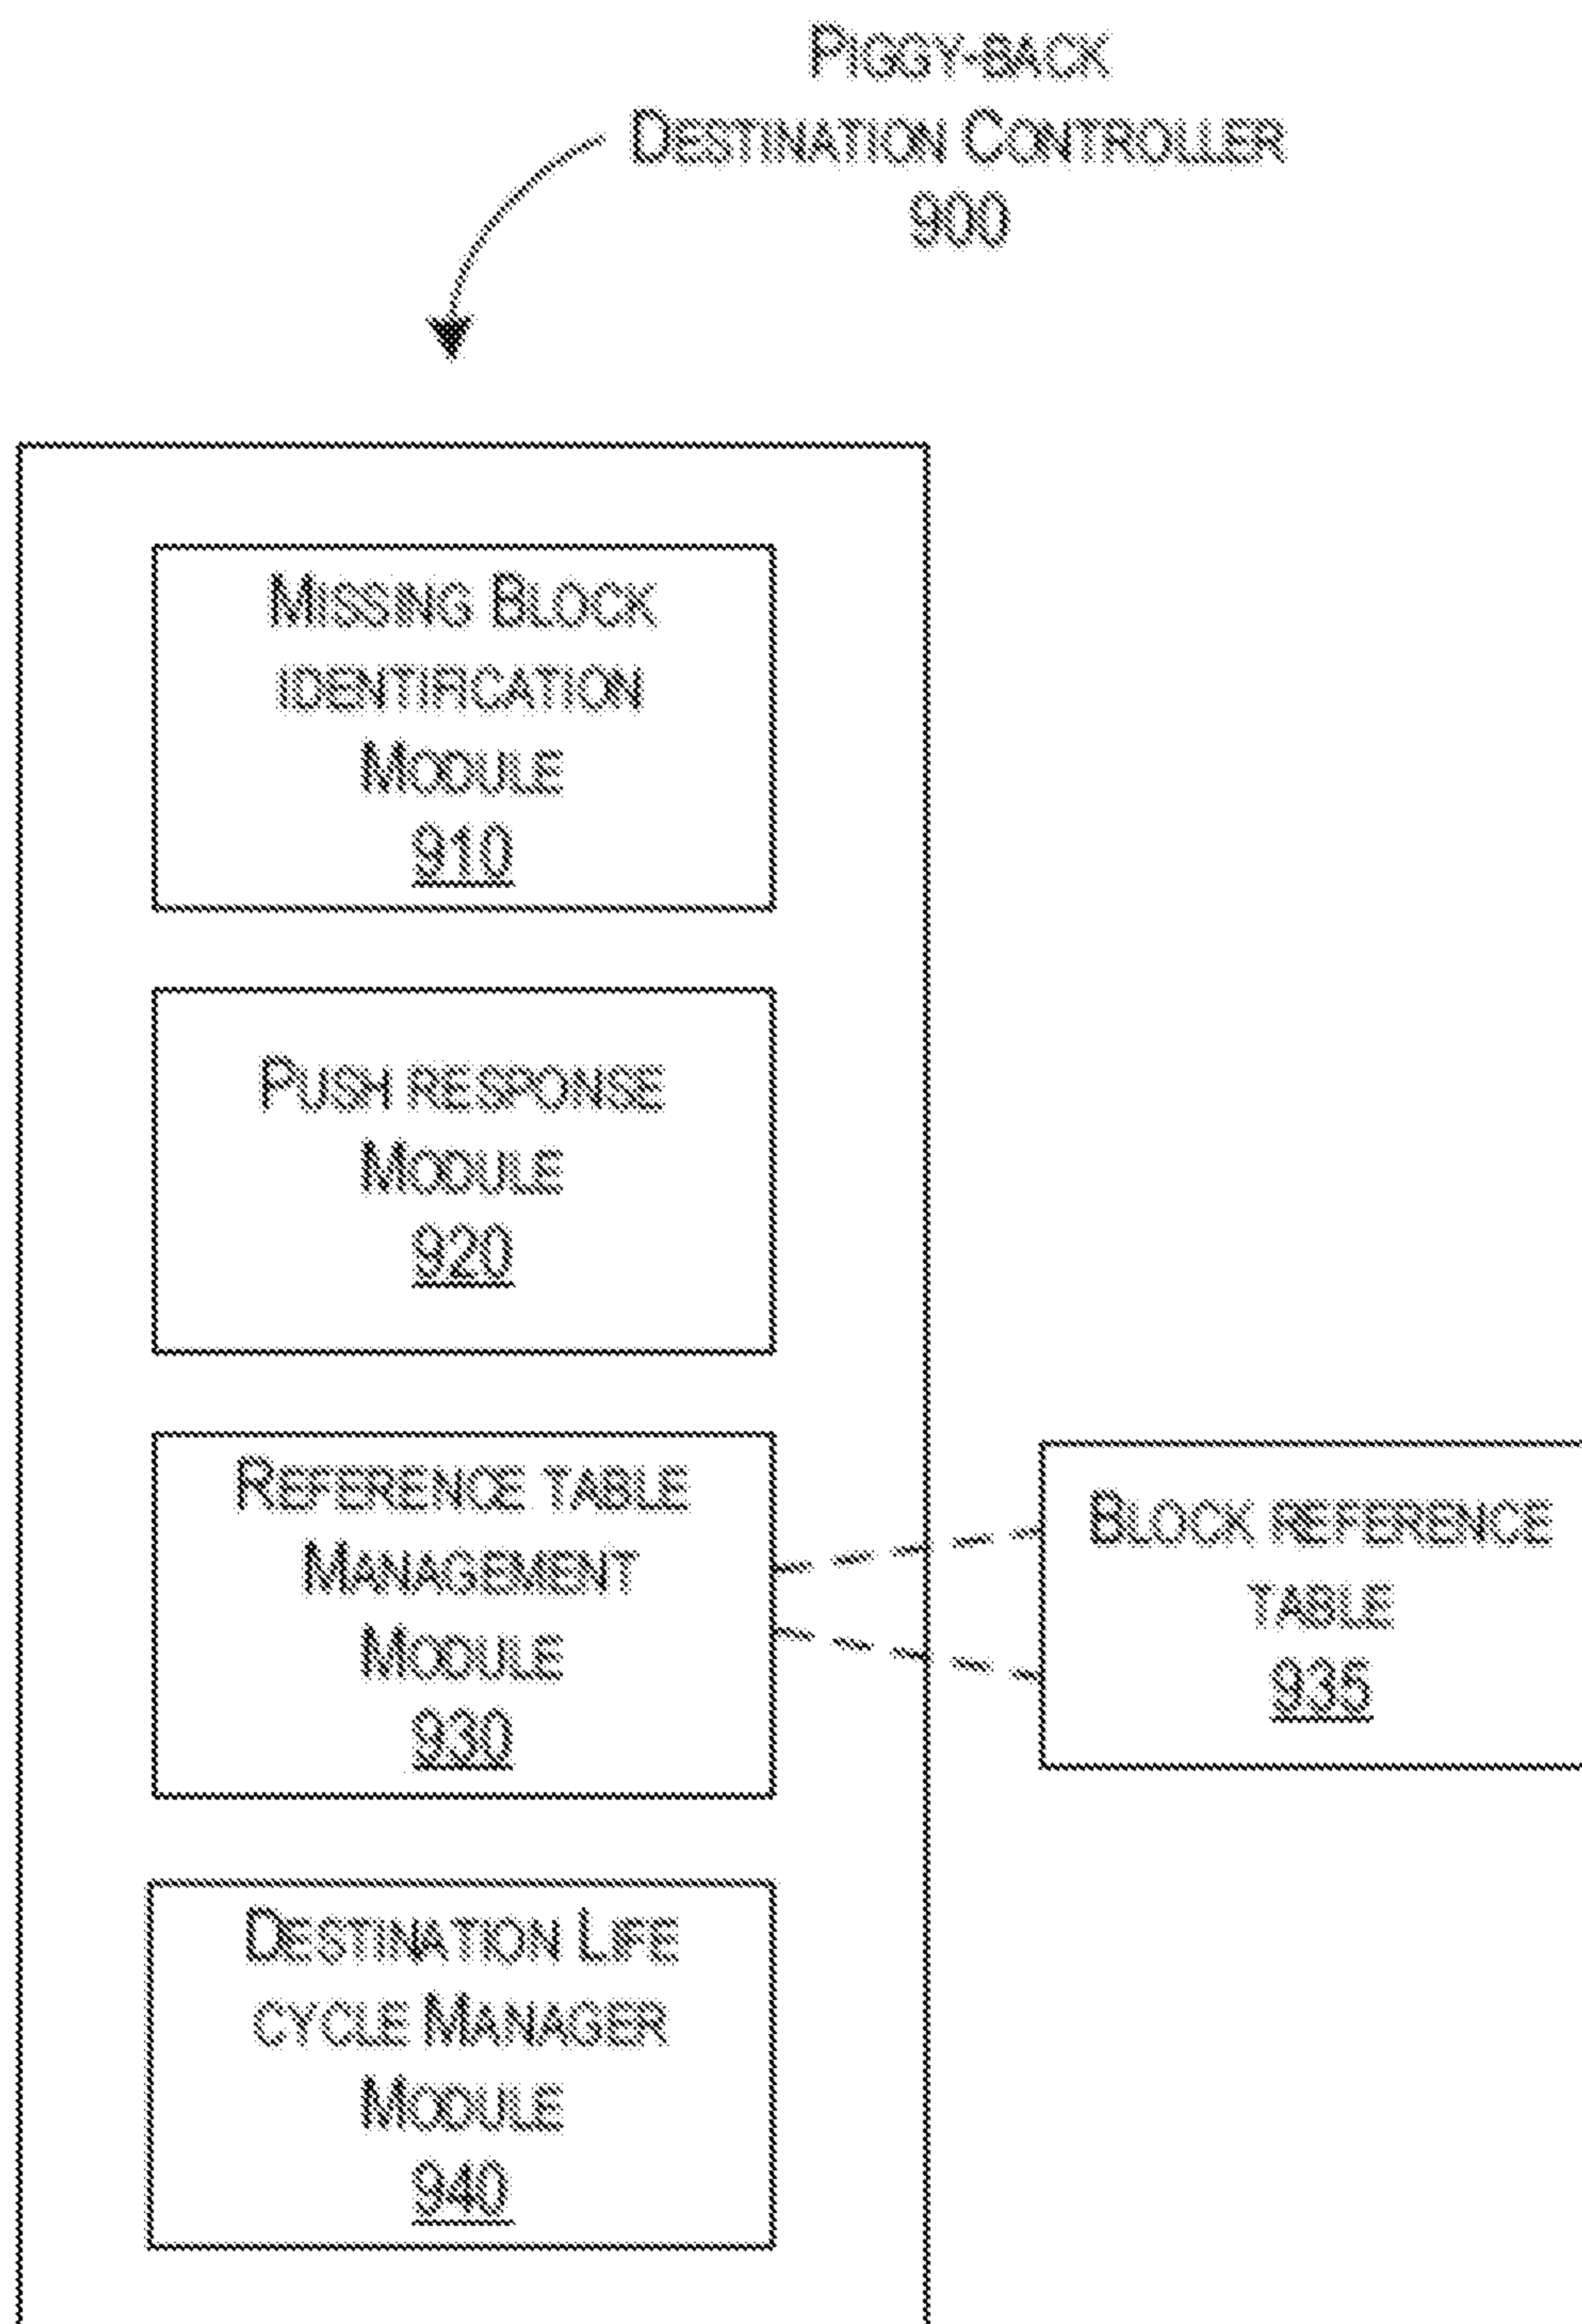 PIGGY-BACK
DESTINATION CONTROLLER
900
MISSING BLOCK
IDENTIFICATION
MODULE
910
PUSH RESPONSE
MODULE
920
REFERENCE TABLE
MANAGEMENT
MODULE
930
BLOCK REFERENCE
TABLE
935
DESTINATION LIFE
CYCLE MANAGER
MODULE
940